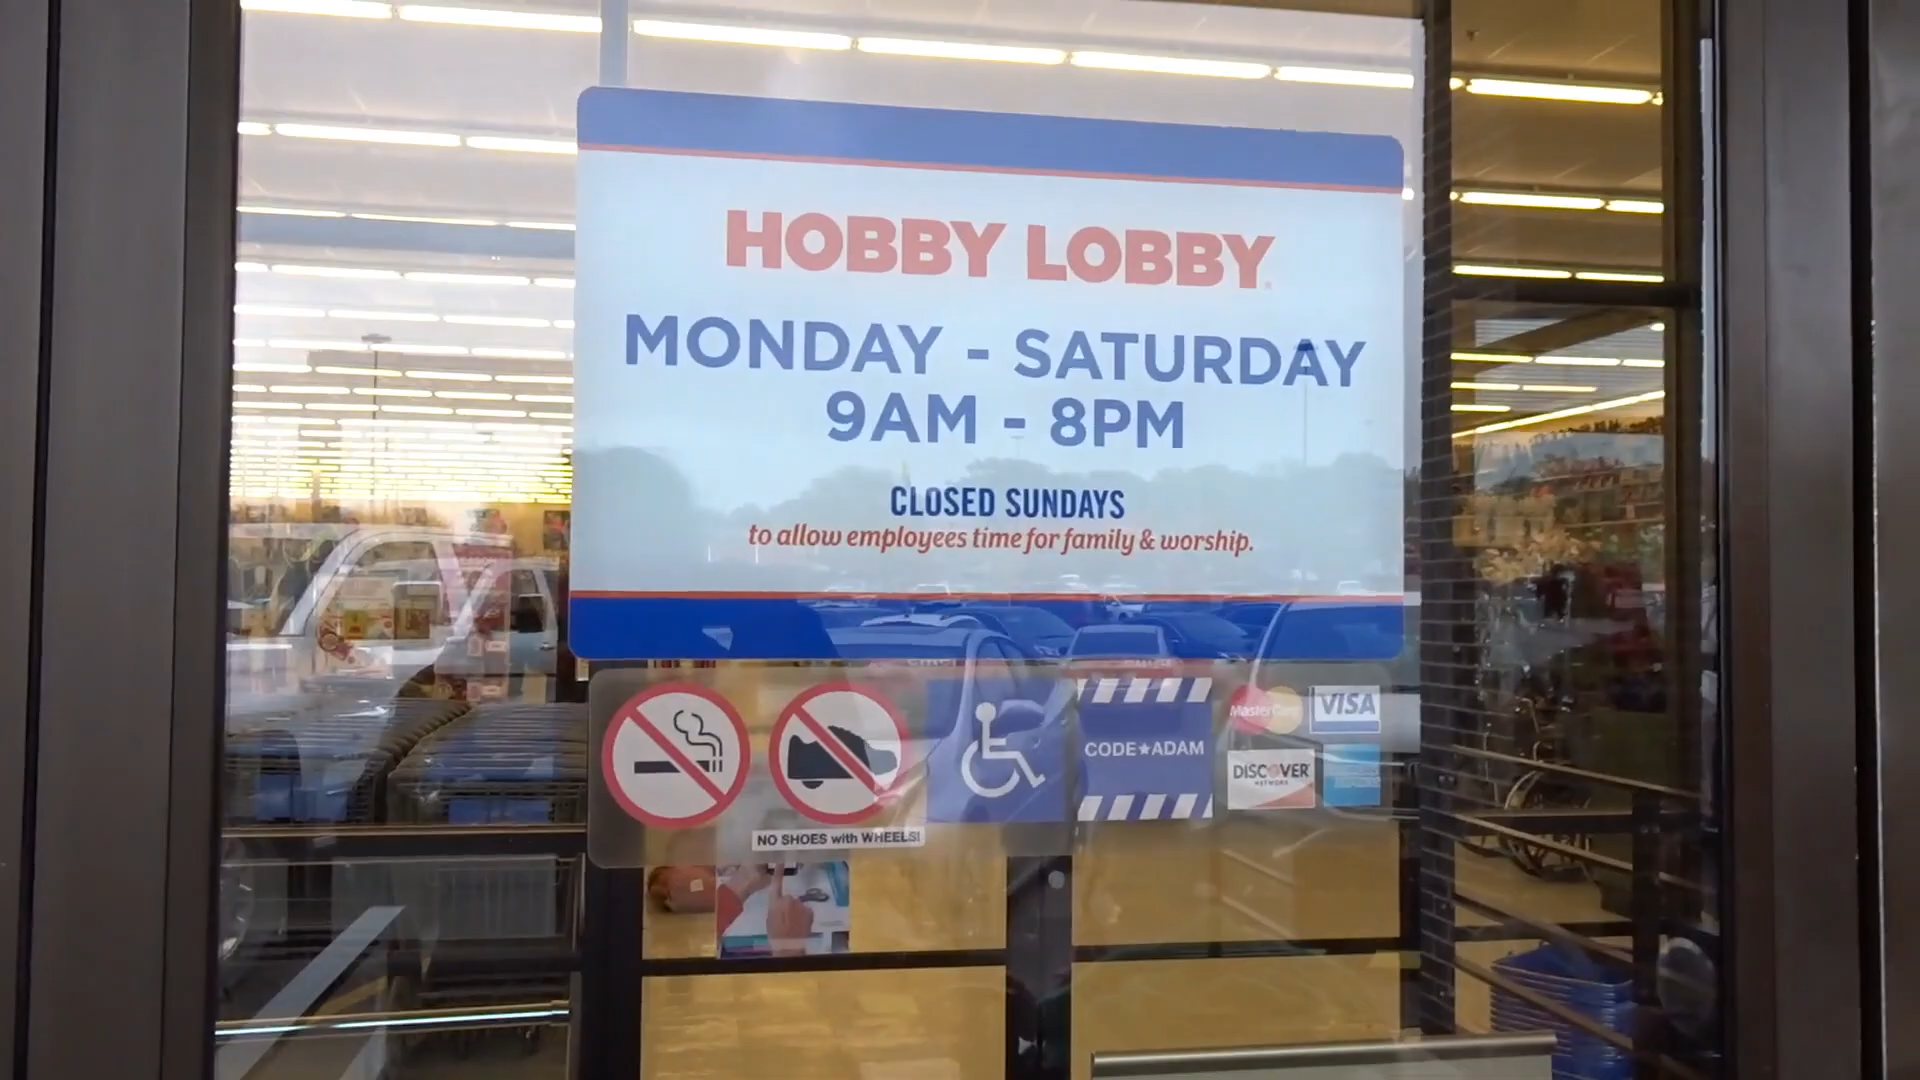 HOBBY LOBBY
MONDAY - SATURDAY
9AM - 8PM
CLOSED SUNDAYS
to allow employees time for family & worship.
NO SHOES with WHEELS!
CODE★ADAM
MasterCard
VISA
DISCOVER
NETWORK